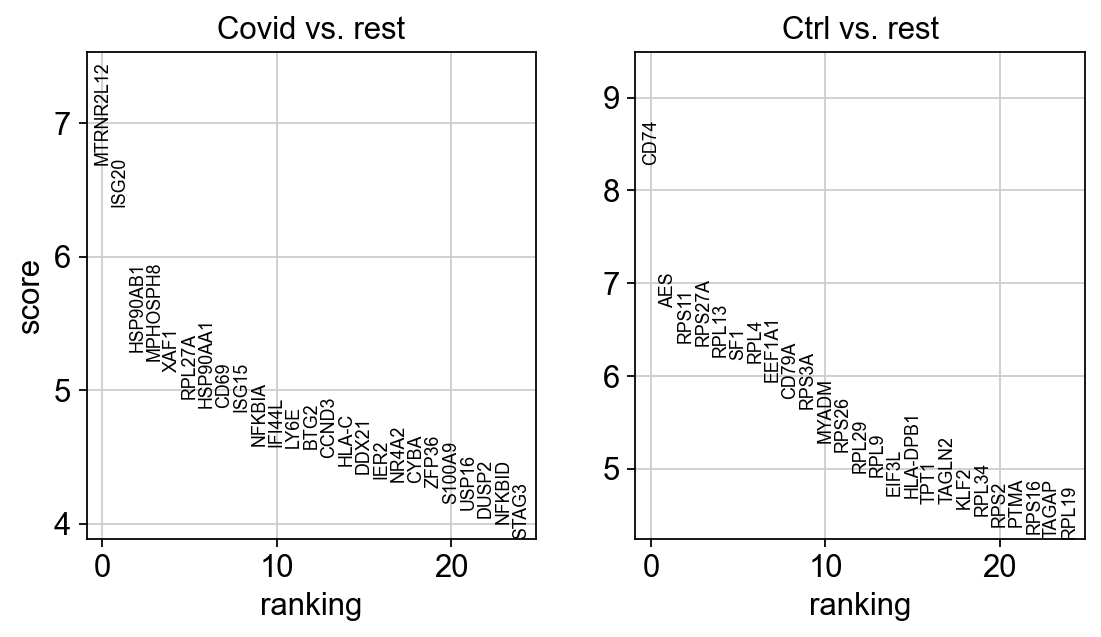 Covid vs. rest
score
7
6
5
4
MTRNR2L12
ISG20
HSP90AB1
MPHOSPH8
XAF1
RPL27A
HSP90AA1
CD69
ISG15
NFKBIA
IFI44L
LY6E
BTG2
CCND3
HLA-C
DDX21
IER2
NR4A2
CYBA
ZFP36
S100A9
USP16
DUSP2
NFKBID
STAG3
0 10 20
ranking
Ctrl vs. rest
9
8
7
6
5
CD74
AES
RPS11
RPS27A
RPL13
SF1
RPL4
EEF1A1
CD79A
RPS3A
MYADM
RPS26
RPL29
RPL9
EIF3L
HLA-DPB1
TPT1
TAGLN2
KLF2
RPL34
RPS2
PTMA
RPS16
TAGAP
RPL19
0 10 20
ranking